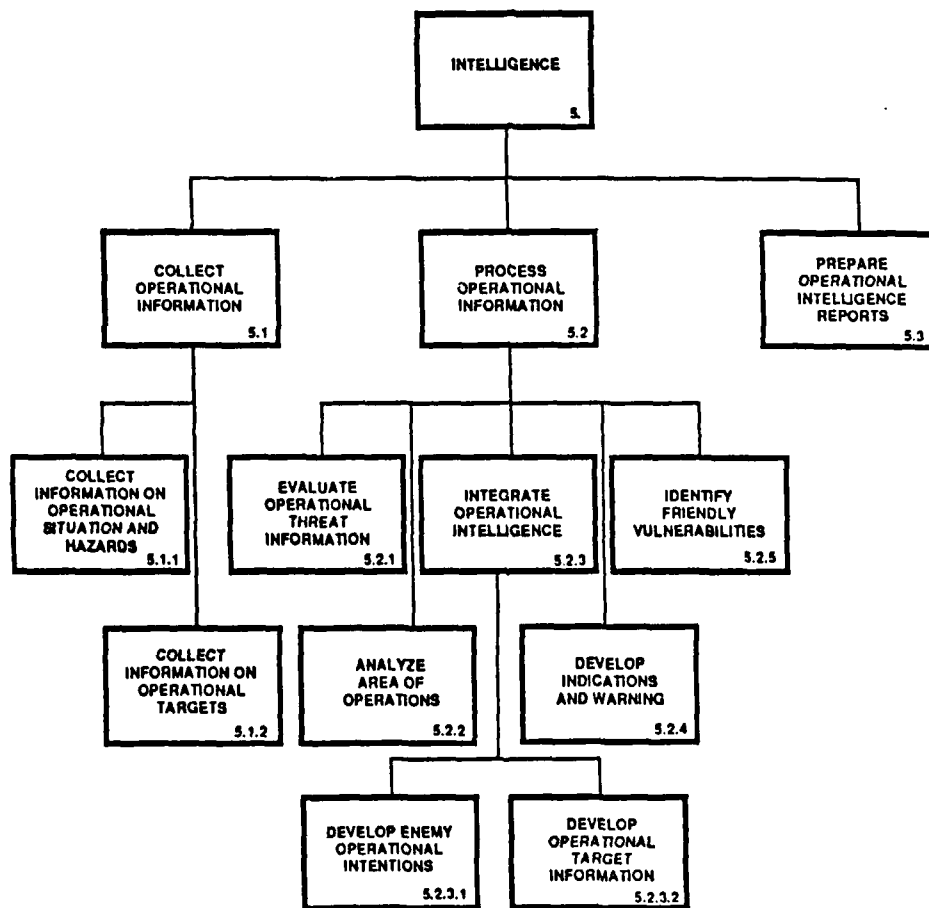 INTELLIGENCE
5.
COLLECT
OPERATIONAL
INFORMATION
5.1
PROCESS
OPERATIONAL
INFORMATION
5.2
PREPARE
OPERATIONAL
INTELLIGENCE
REPORTS
5.3
COLLECT
INFORMATION ON
OPERATIONAL
SITUATION AND
HAZARDS
5.1.1
EVALUATE
OPERATIONAL
THREAT
INFORMATION
5.2.1
INTEGRATE
OPERATIONAL
INTELLIGENCE
5.2.3
IDENTIFY
FRIENDLY
VULNERABILITIES
5.2.5
COLLECT
INFORMATION ON
OPERATIONAL
TARGETS
5.1.2
ANALYZE
AREA OF
OPERATIONS
5.2.2
DEVELOP
INDICATIONS
AND WARNING
5.2.4
DEVELOP ENEMY
OPERATIONAL
INTENTIONS
5.2.3.1
DEVELOP
OPERATIONAL
TARGET
INFORMATION
5.2.3.2